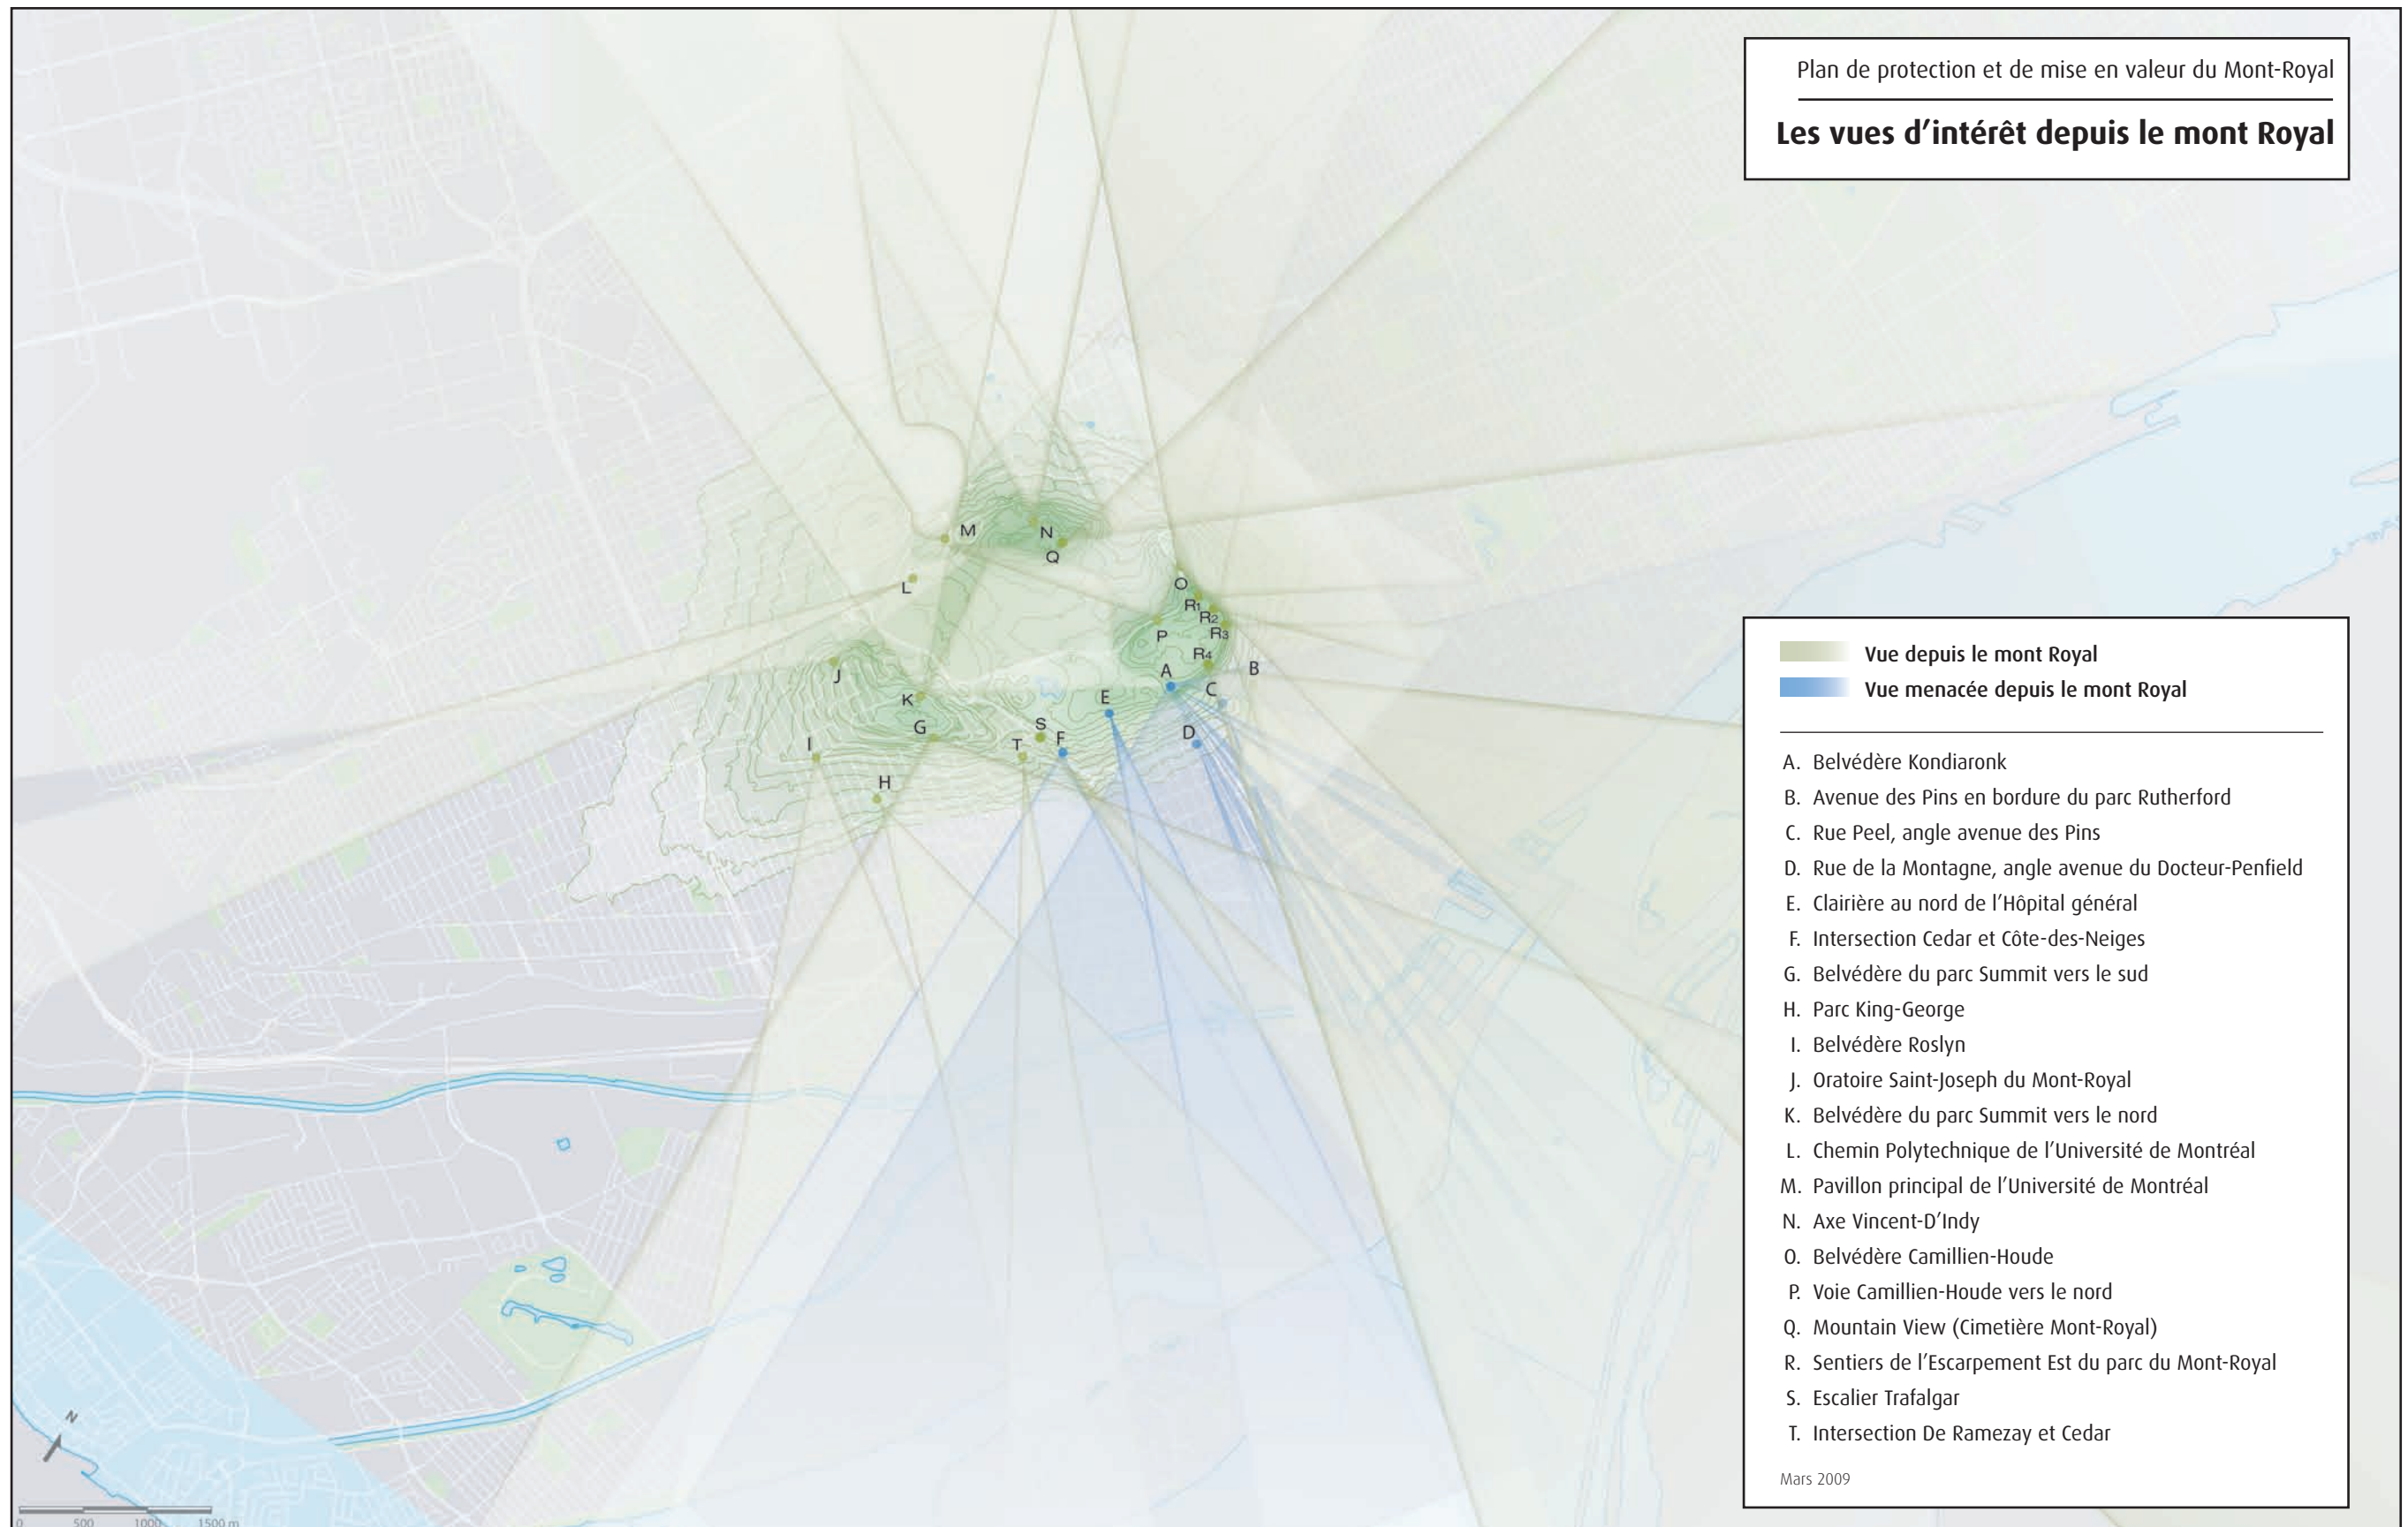 Plan de protection et de mise en valeur du Mont-Royal
Les vues d'intérêt depuis le mont Royal
M
N
Q
L
O
R1
R2
P
R3
R4
A
B
J
C
K
E
G
S
D
I
T
F
H
Vue depuis le mont Royal
Vue menacée depuis le mont Royal
A. Belvédère Kondiaronk
B. Avenue des Pins en bordure du parc Rutherford
C. Rue Peel, angle avenue des Pins
D. Rue de la Montagne, angle avenue du Docteur-Penfield
E. Clairière au nord de l'Hôpital général
F. Intersection Cedar et Côte-des-Neiges
G. Belvédère du parc Summit vers le sud
H. Parc King-George
I. Belvédère Roslyn
J. Oratoire Saint-Joseph du Mont-Royal
K. Belvédère du parc Summit vers le nord
L. Chemin Polytechnique de l'Université de Montréal
M. Pavillon principal de l'Université de Montréal
N. Axe Vincent-D'Indy
O. Belvédère Camillien-Houde
P. Voie Camillien-Houde vers le nord
Q. Mountain View (Cimetière Mont-Royal)
R. Sentiers de l'Escarpement Est du parc du Mont-Royal
S. Escalier Trafalgar
T. Intersection De Ramezay et Cedar
Mars 2009
N
0 500 1000 1500 m